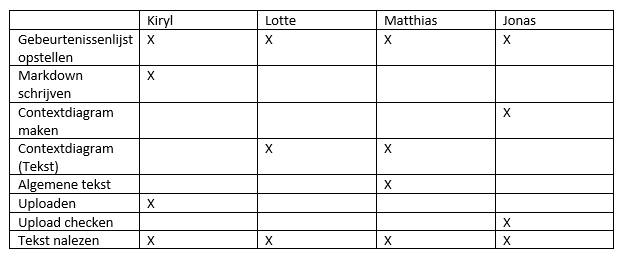 Kiryl Lotte Matthias Jonas
Gebeurtenissenlijst X X X X
opstellen
Markdown X
schrijven
Contextdiagram X
maken
Contextdiagram X X
(Tekst)
Algemene tekst X
Uploaden X
Upload checken X
Tekst nalezen X X X X